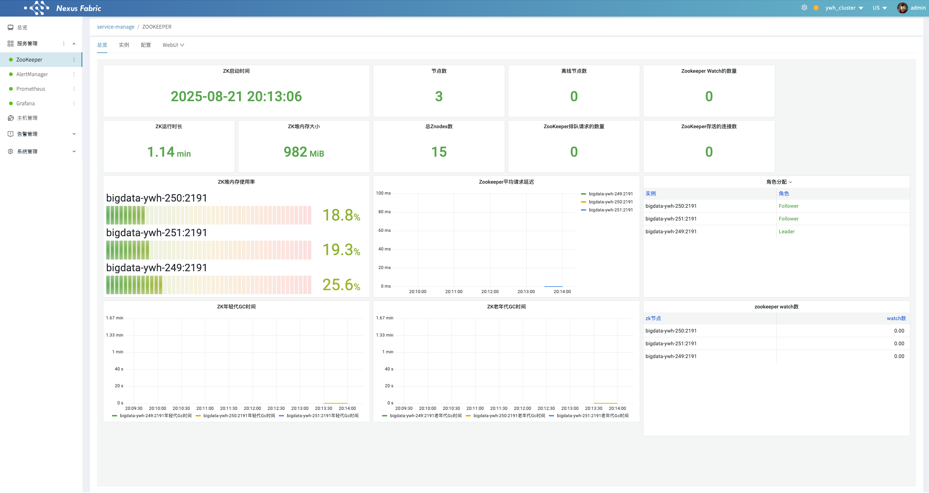 Nexus Fabric
ywh_cluster
US
admin
总览
服务管理
ZooKeeper
AlertManager
Prometheus
Grafana
主机管理
告警管理
系统管理
service-manage / ZOOKEEPER
总览 实例 配置 WebUI
ZK启动时间
2025-08-21 20:13:06
节点数
3
离线节点数
0
Zookeeper Watch的数量
0
ZK运行时长
1.14 min
ZK堆内存大小
982 MiB
总Znodes数
15
ZooKeeper排队请求的数量
0
ZooKeeper存活的连接数
0
ZK堆内存使用率
bigdata-ywh-250:2191
18.8%
bigdata-ywh-251:2191
19.3%
bigdata-ywh-249:2191
25.6%
Zookeeper平均请求延迟
100 ms
80 ms
60 ms
40 ms
20 ms
0 ms
20:10:00 20:11:00 20:12:00 20:13:00 20:14:00
bigdata-ywh-249:2191
bigdata-ywh-250:2191
bigdata-ywh-251:2191
角色分配
实例 角色
bigdata-ywh-250:2191 Follower
bigdata-ywh-251:2191 Follower
bigdata-ywh-249:2191 Leader
ZK年轻代GC时间
1.67 min
1.33 min
1 min
40 s
20 s
0 s
20:09:30 20:10:00 20:10:30 20:11:00 20:11:30 20:12:00 20:12:30 20:13:00 20:13:30 20:14:00
bigdata-ywh-249:2191年轻代Gc时间 bigdata-ywh-250:2191年轻代Gc时间 bigdata-ywh-251:2191年轻代Gc时间
ZK老年代GC时间
1.67 min
1.33 min
1 min
40 s
20 s
0 s
20:09:30 20:10:00 20:10:30 20:11:00 20:11:30 20:12:00 20:12:30 20:13:00 20:13:30 20:14:00
bigdata-ywh-249:2191老年代Gc时间 bigdata-ywh-250:2191老年代Gc时间 bigdata-ywh-251:2191老年代Gc时间
zookeeper watch数
zk节点 watch数
bigdata-ywh-250:2191 0.00
bigdata-ywh-251:2191 0.00
bigdata-ywh-249:2191 0.00